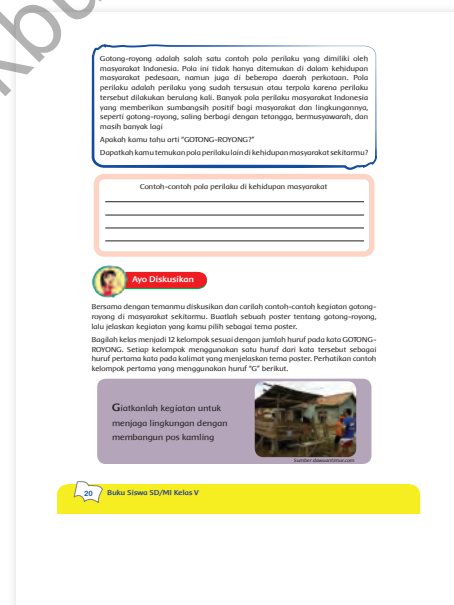 kbu
Gotong-royong adalah salah satu contoh pola perilaku yang dimiliki oleh
masyarakat Indonesia. Pola ini tidak hanya ditemukan di dalam kehidupan
masyarakat pedesaan, namun juga di beberapa daerah perkotaan. Pola
perilaku adalah perilaku yang sudah tersusun atau terpola karena perilaku
tersebut dilakukan berulang kali. Banyak pola perilaku masyarakat Indonesia
yang memberikan sumbangsih positif bagi masyarakat dan lingkungannya,
seperti gotong-royong, saling berbagi dengan tetangga, bermusyawarah, dan
masih banyak lagi
Apakah kamu tahu arti "GOTONG-ROYONG?"
Dapatkah kamu temukan pola perilaku lain di kehidupan masyarakat sekitarmu?
Contoh-contoh pola perilaku di kehidupan masyarakat
Ayo Diskusikan
Bersama dengan temanmu diskusikan dan carilah contoh-contoh kegiatan gotong-
royong di masyarakat sekitarmu. Buatlah sebuah poster tentang gotong-royong,
lalu jelaskan kegiatan yang kamu pilih sebagai tema poster.
Bagilah kelas menjadi 12 kelompok sesuai dengan jumlah huruf pada kata GOTONG-
ROYONG. Setiap kelompok menggunakan satu huruf dari kata tersebut sebagai
huruf pertama kata pada kalimat yang menjelaskan tema poster. Perhatikan contoh
kelompok pertama yang menggunakan huruf "G" berikut.
Giatkanlah kegiatan untuk
menjaga lingkungan dengan
membangun pos kamling
20 Buku Siswa SD/MI Kelas V